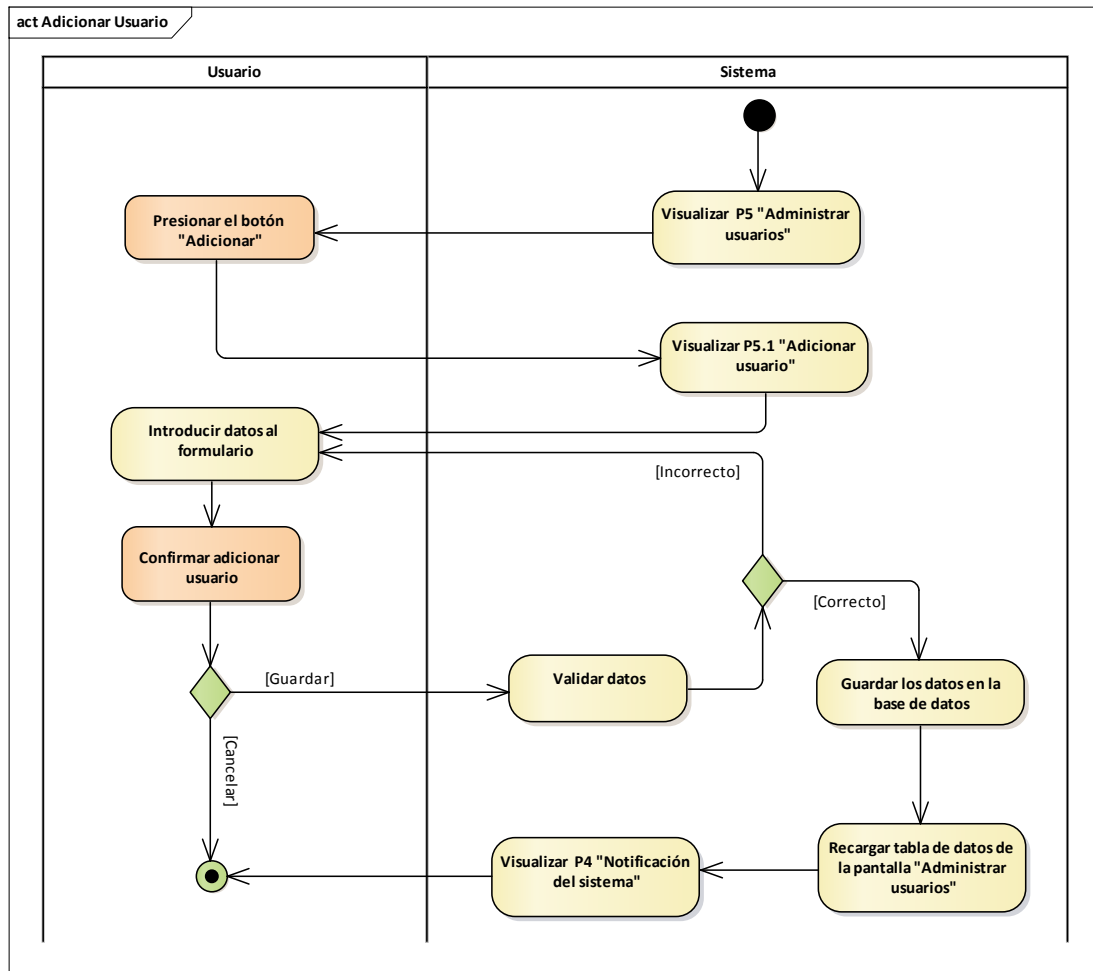 act Adicionar Usuario
Usuario
Sistema
Visualizar P5 "Administrar
usuarios"
Presionar el botón
"Adicionar"
Visualizar P5.1 "Adicionar
usuario"
Introducir datos al
formulario
[Incorrecto]
Confirmar adicionar
usuario
[Correcto]
[Guardar]
Validar datos
Guardar los datos en la
base de datos
[Cancelar]
Visualizar P4 "Notificación
del sistema"
Recargar tabla de datos de
la pantalla "Administrar
usuarios"